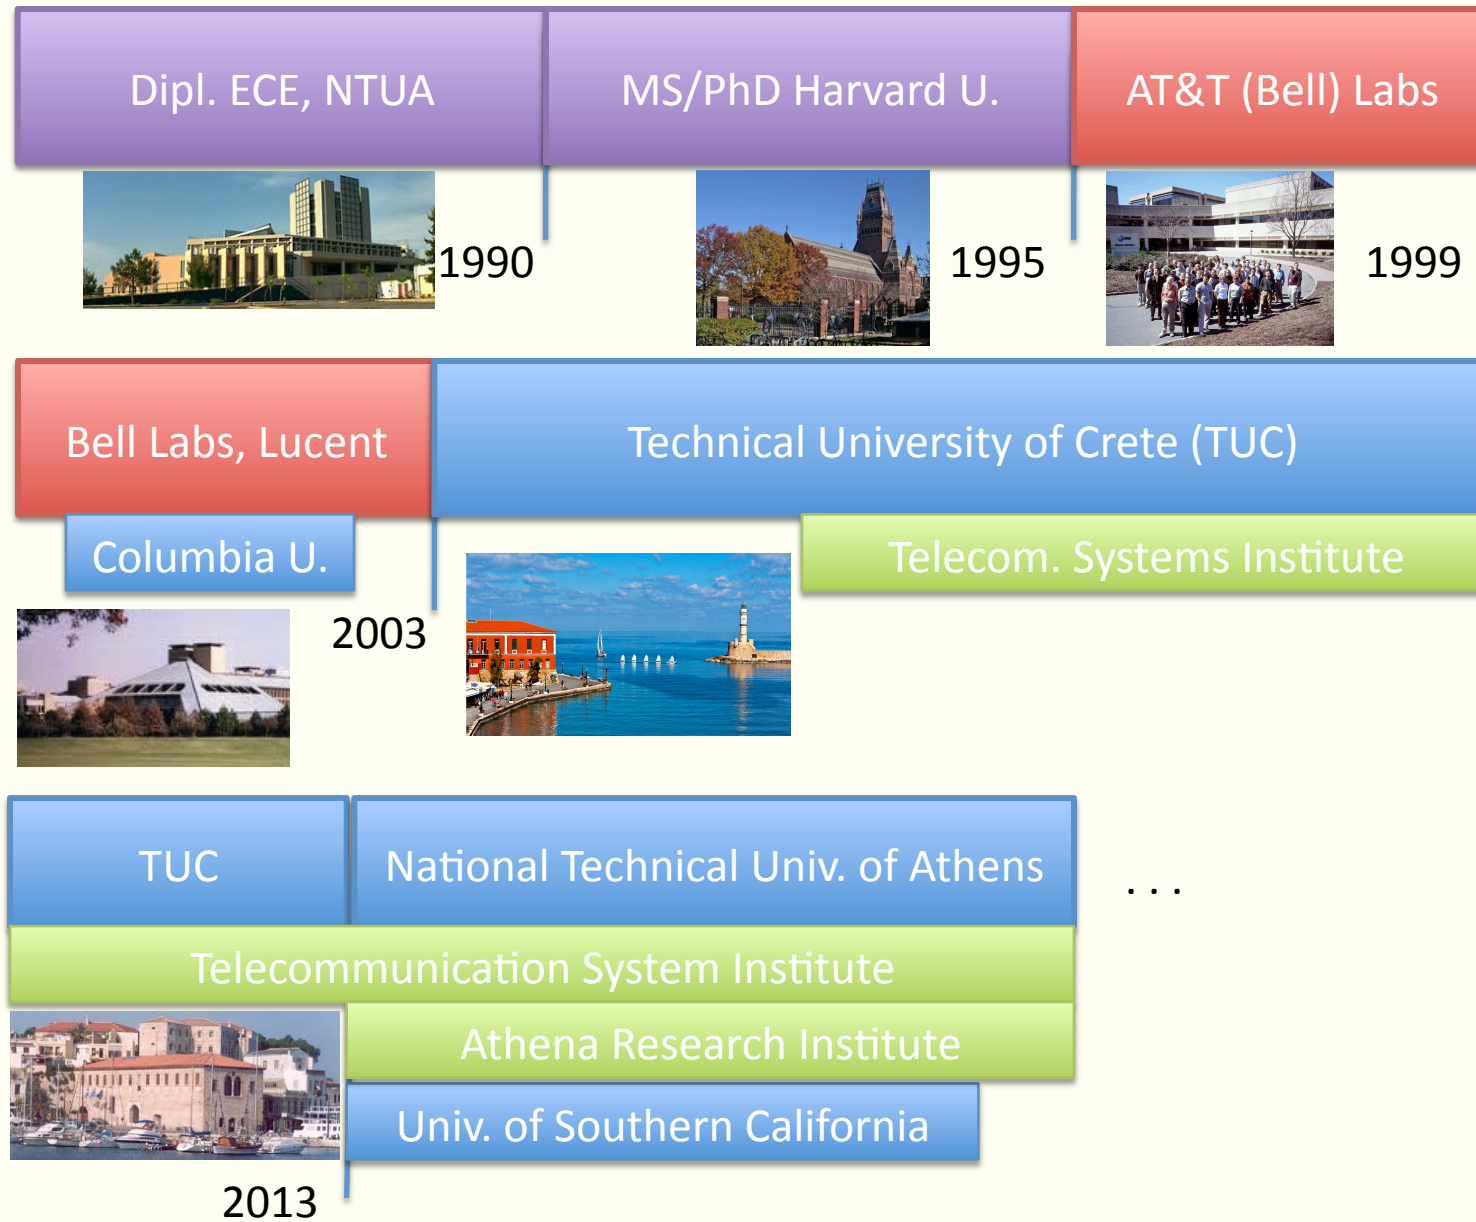 Dipl. ECE, NTUA
MS/PhD Harvard U.
AT&T (Bell) Labs
1990
1995
1999
Bell Labs, Lucent
Technical University of Crete (TUC)
Columbia U.
Telecom. Systems Institute
2003
TUC
National Technical Univ. of Athens
. . .
Telecommunication System Institute
Athena Research Institute
Univ. of Southern California
2013